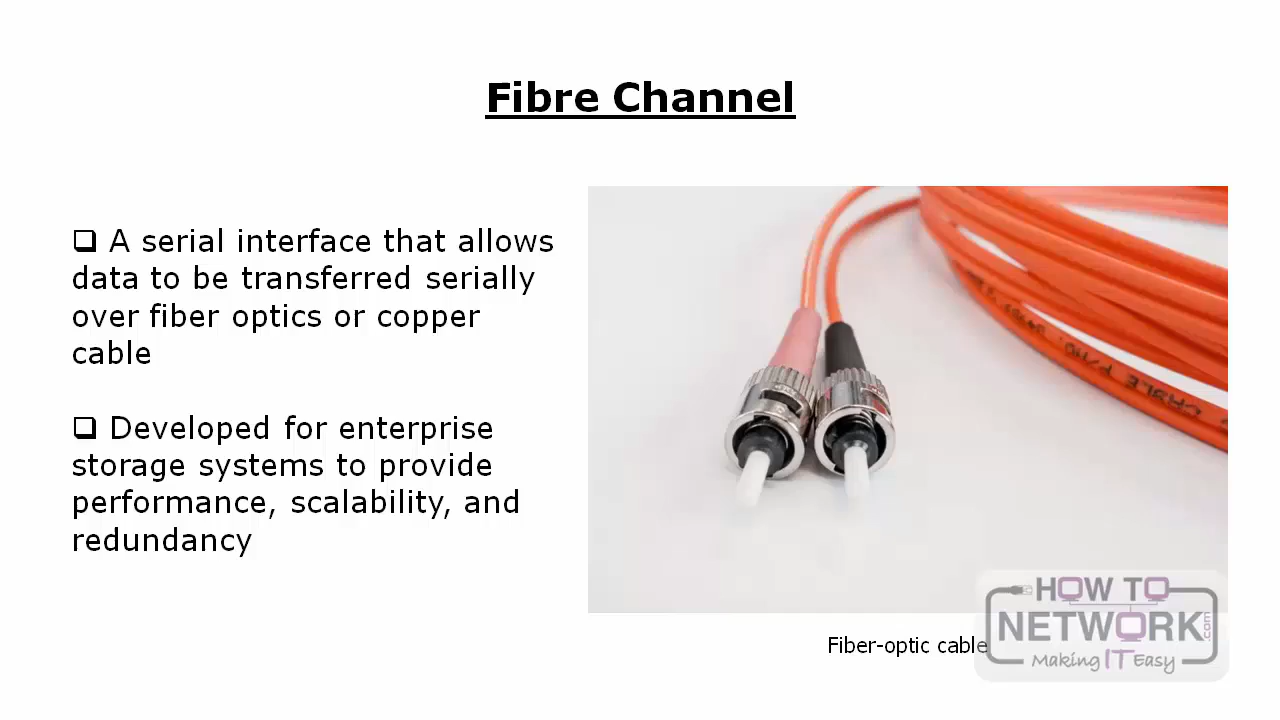 Fibre Channel
❑ A serial interface that allows
data to be transferred serially
over fiber optics or copper
cable
❑ Developed for enterprise
storage systems to provide
performance, scalability, and
redundancy
CABLE P/NO.
Fiber-optic cable
HOW TO
NETWORK.com
Making IT Easy